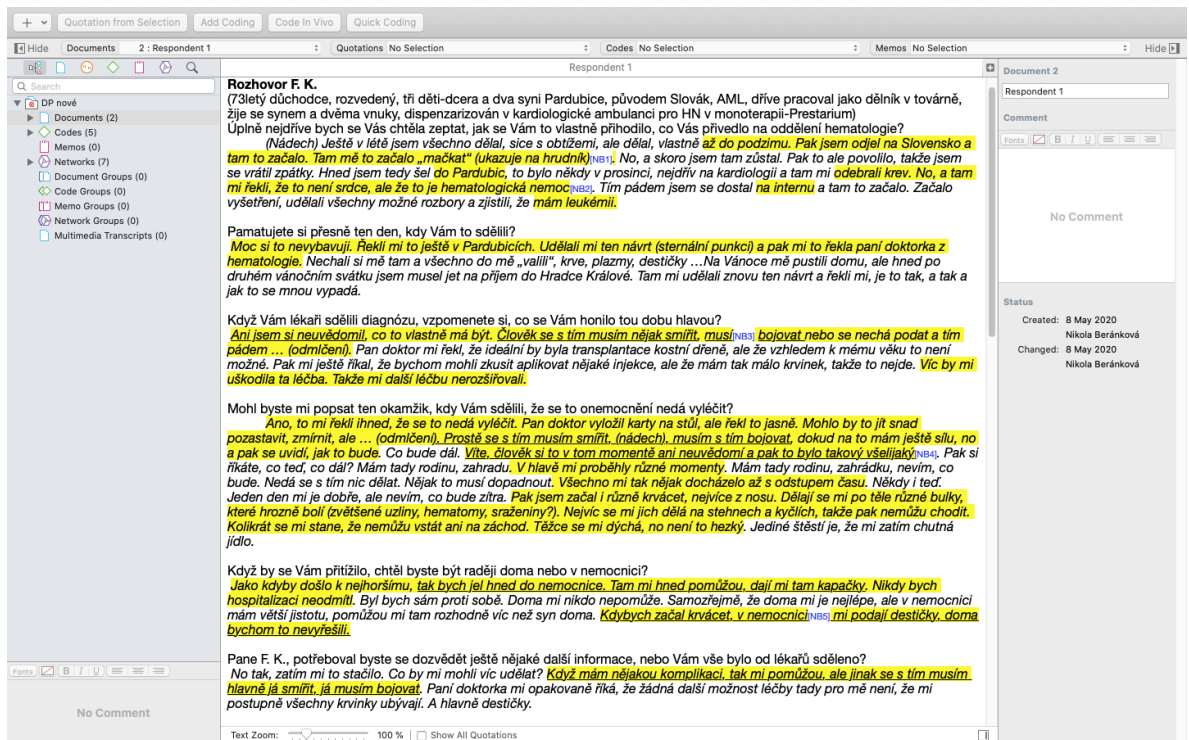 Quotation from Selection
Add Coding
Code In Vivo
Quick Coding
Hide
Documents
2 : Respondent 1
Quotations No Selection
Codes No Selection
Memos No Selection
Hide
Respondent 1
Search
DP nové
Documents (2)
Codes (5)
Memos (0)
Networks (7)
Document Groups (0)
Code Groups (0)
Memo Groups (0)
Network Groups (0)
Multimedia Transcripts (0)
Fonts B I U
No Comment
Rozhovor F. K.
(73letý důchodce, rozvedený, tři děti-dcera a dva syni Pardubice, původem Slovák, AML, dříve pracoval jako dělník v továrně,
žije se synem a dvěma vnuky, dispenzarizován v kardiologické ambulanci pro HN v monoterapii-Prestarium)
Úplně nejdříve bych se Vás chtěla zeptat, jak se Vám to vlastně přihodilo, co Vás přivedlo na oddělení hematologie?
(Nádech) Ještě v létě jsem všechno dělal, sice s obtížemi, ale dělal, vlastně až do podzimu. Pak jsem odjel na Slovensko a
tam to začalo. Tam mě to začalo „mačkat“ (ukazuje na hrudník)[NB1]. No, a skoro jsem tam zůstal. Pak to ale povolilo, takže jsem
se vrátil zpátky. Hned jsem tedy šel do Pardubic, to bylo někdy v prosinci, nejdřív na kardiologii a tam mi odebrali krev. No, a tam
mi řekli, že to není srdce, ale že to je hematologická nemoc[NB2]. Tím pádem jsem se dostal na internu a tam to začalo. Začalo
vyšetření, udělali všechny možné rozbory a zjistili, že mám leukémii.
Pamatujete si přesně ten den, kdy Vám to sdělili?
Moc si to nevybavuji. Řekli mi to ještě v Pardubicích. Udělali mi ten návrt (sternální punkci) a pak mi to řekla paní doktorka z
hematologie. Nechali si mě tam a všechno do mě „valili“, krve, plazmy, destičky …Na Vánoce mě pustili domu, ale hned po
druhém vánočním svátku jsem musel jet na příjem do Hradce Králové. Tam mi udělali znovu ten návrt a řekli mi, je to tak, a tak a
jak to se mnou vypadá.
Když Vám lékaři sdělili diagnózu, vzpomenete si, co se Vám honilo tou dobu hlavou?
Ani jsem si neuvědomil, co to vlastně má být. Člověk se s tím musím nějak smířit, musí[NB3] bojovat nebo se nechá podat a tím
pádem … (odmlčení). Pan doktor mi řekl, že ideální by byla transplantace kostní dřeně, ale že vzhledem k mému věku to není
možné. Pak mi ještě říkal, že bychom mohli zkusit aplikovat nějaké injekce, ale že mám tak málo krvinek, takže to nejde. Víc by mi
uškodila ta léčba. Takže mi další léčbu nerozšiřovali.
Mohl byste mi popsat ten okamžik, kdy Vám sdělili, že se to onemocnění nedá vyléčit?
Ano, to mi řekli ihned, že se to nedá vyléčit. Pan doktor vyložil karty na stůl, ale řekl to jasně. Mohlo by to jít snad
pozastavit, zmírnit, ale … (odmlčení). Prostě se s tím musím smířit, (nádech), musím s tím bojovat, dokud na to mám ještě sílu, no
a pak se uvidí, jak to bude. Co bude dál. Víte, člověk si to v tom momentě ani neuvědomí a pak to bylo takový všelijaký[NB4]. Pak si
říkáte, co teď, co dál? Mám tady rodinu, zahradu. V hlavě mi proběhly různé momenty. Mám tady rodinu, zahrádku, nevím, co
bude. Nedá se s tím nic dělat. Nějak to musí dopadnout. Všechno mi tak nějak docházelo až s odstupem času. Někdy i teď.
Jeden den mi je dobře, ale nevím, co bude zítra. Pak jsem začal i různě krvácet, nejvíce z nosu. Dělají se mi po těle různé bulky,
které hrozně bolí (zvětšené uzliny, hematomy, sraženiny?). Nejvíc se mi jich dělá na stehnech a kyčlích, takže pak nemůžu chodit.
Kolikrát se mi stane, že nemůžu vstát ani na záchod. Těžce se mi dýchá, no není to hezký. Jediné štěstí je, že mi zatím chutná
jídlo.
Když by se Vám přitížilo, chtěl byste být raději doma nebo v nemocnici?
Jako kdyby došlo k nejhoršímu, tak bych jel hned do nemocnice. Tam mi hned pomůžou, dají mi tam kapačky. Nikdy bych
hospitalizaci neodmítl. Byl bych sám proti sobě. Doma mi nikdo nepomůže. Samozřejmě, že doma mi je nejlépe, ale v nemocnici
mám větší jistotu, pomůžou mi tam rozhodně víc než syn doma. Kdybych začal krvácet, v nemocnici[NB5] mi podají destičky, doma
bychom to nevyřešili.
Pane F. K., potřeboval byste se dozvědět ještě nějaké další informace, nebo Vám vše bylo od lékařů sděleno?
No tak, zatím mi to stačilo. Co by mi mohli víc udělat? Když mám nějakou komplikaci, tak mi pomůžou, ale jinak se s tím musím
hlavně já smířit, já musím bojovat. Paní doktorka mi opakovaně říká, že žádná další možnost léčby tady pro mě není, že mi
postupně všechny krvinky ubývají. A hlavně destičky.
Text Zoom:
100 %
Show All Quotations
Document 2
Respondent 1
Comment
Fonts B I U
No Comment
Status
Created: 8 May 2020
Nikola Beránková
Changed: 8 May 2020
Nikola Beránková